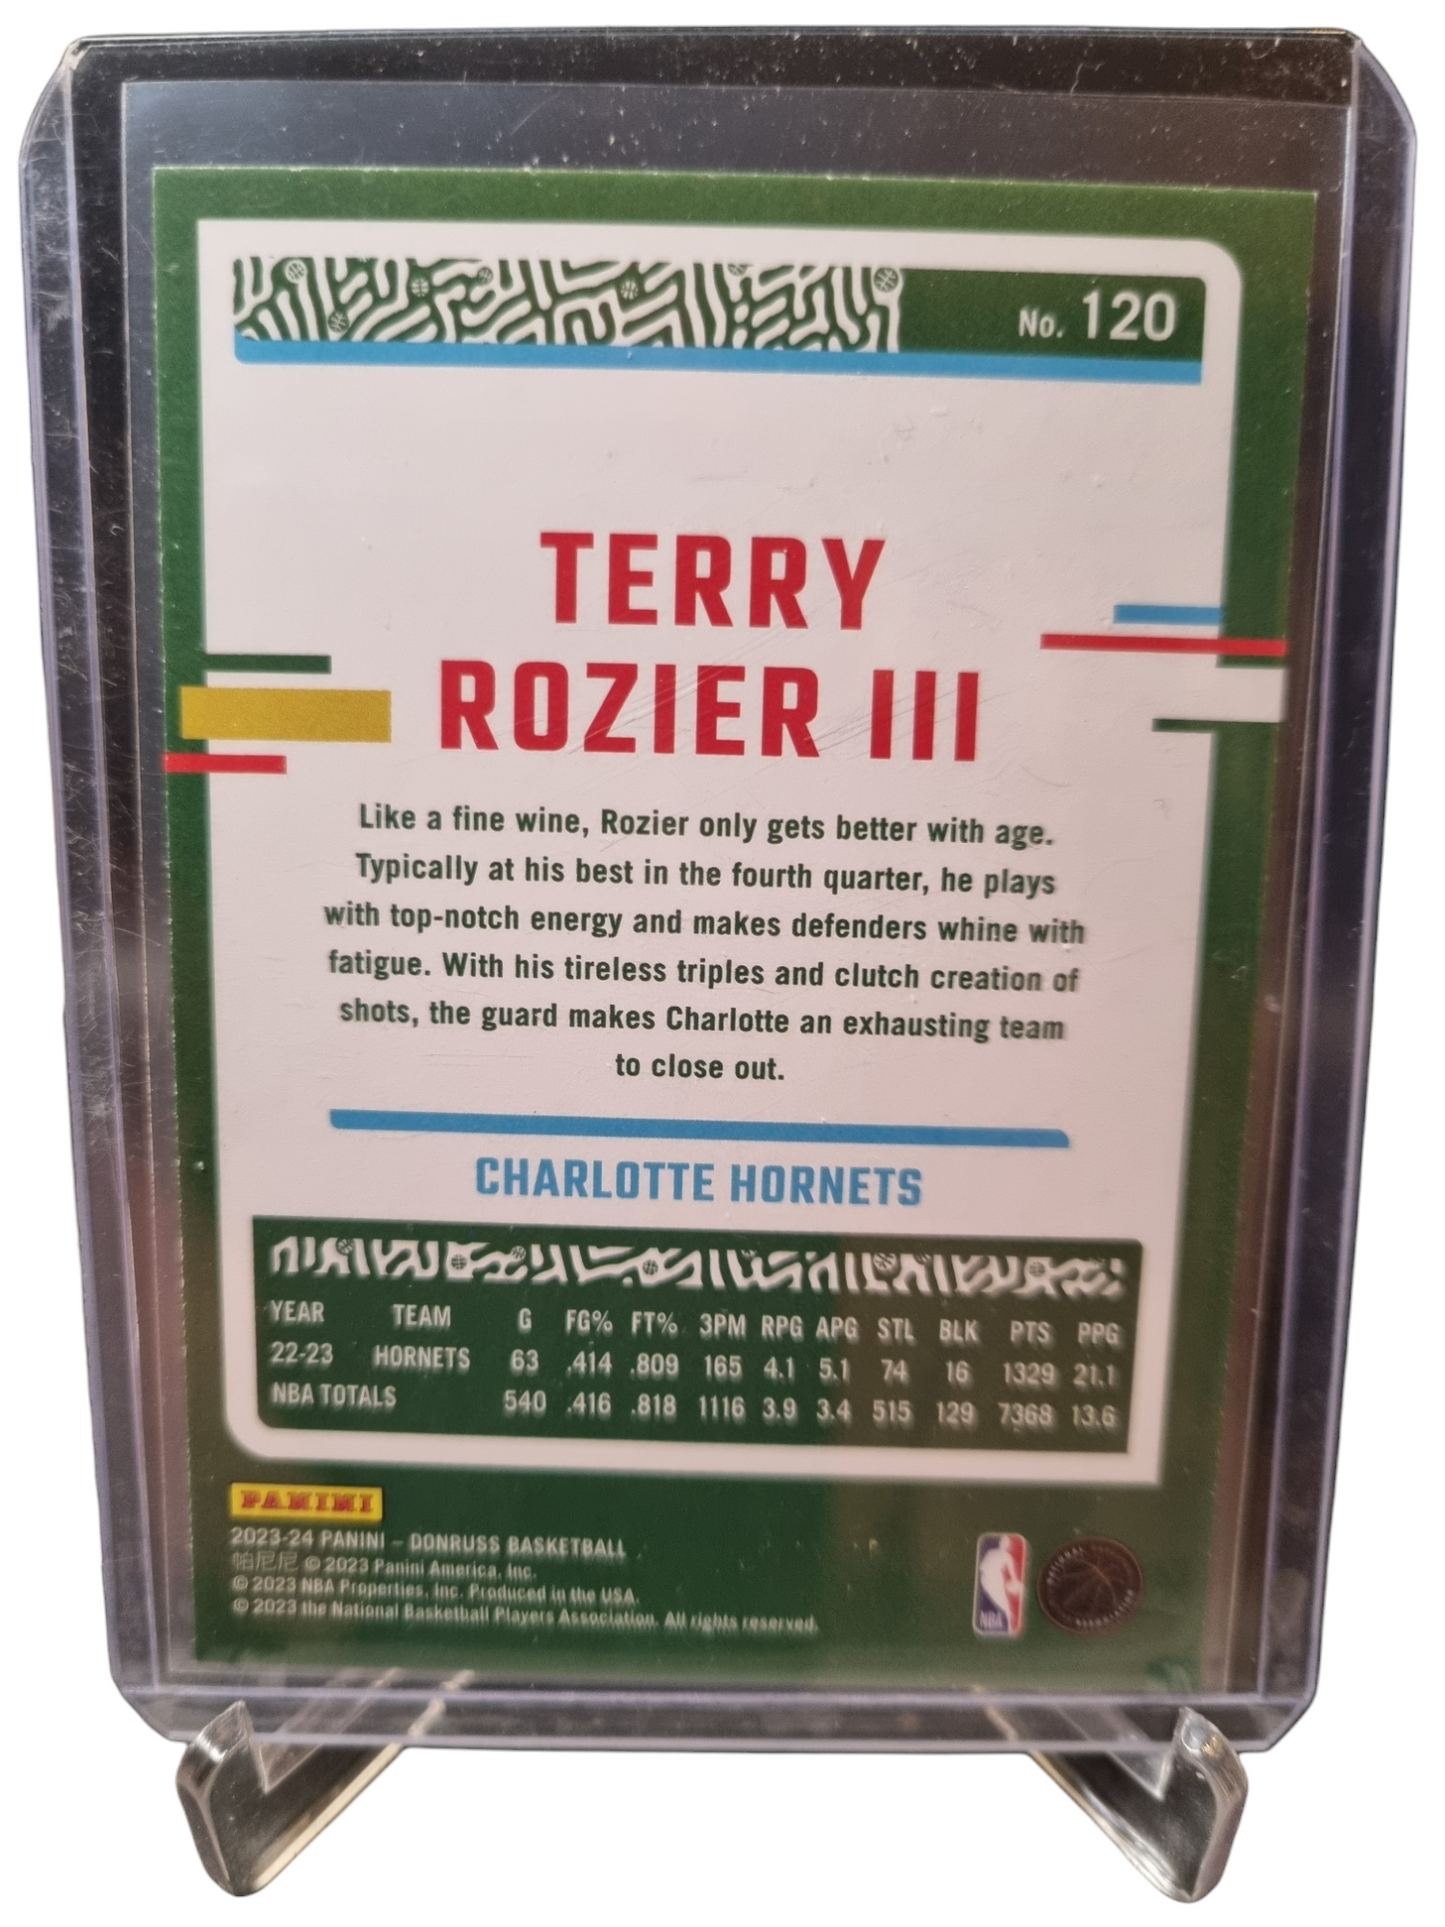 No. 120
TERRY
ROZIER III
Like a fine wine, Rozier only gets better with age.
Typically at his best in the fourth quarter, he plays
with top-notch energy and makes defenders whine with
fatigue. With his tireless triples and clutch creation of
shots, the guard makes Charlotte an exhausting team
to close out.
CHARLOTTE HORNETS
YEAR TEAM G FG% FT% 3PM RPG APG STL BLK PTS PPG
22-23 HORNETS 63 .414 .809 165 4.1 5.1 74 16 1329 21.1
NBA TOTALS 540 .416 .818 1116 3.9 3.4 515 129 7368 13.6
PANINI
2023-24 PANINI – DONRUSS BASKETBALL
帕尼尼 © 2023 Panini America, Inc.
© 2023 NBA Properties, Inc. Produced in the USA.
© 2023 the National Basketball Players Association. All rights reserved.
NBA